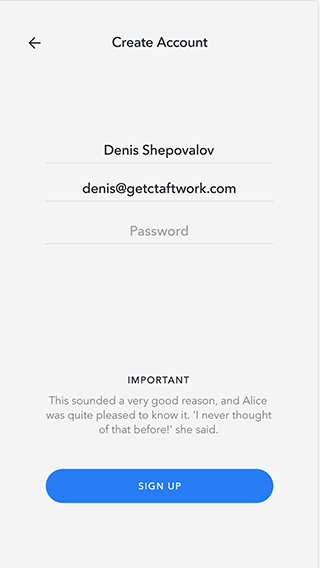 Create Account
Denis Shepovalov
denis@getctaftwork.com
Password
IMPORTANT
This sounded a very good reason, and Alice
was quite pleased to know it. 'I never thought
of that before!' she said.
SIGN UP